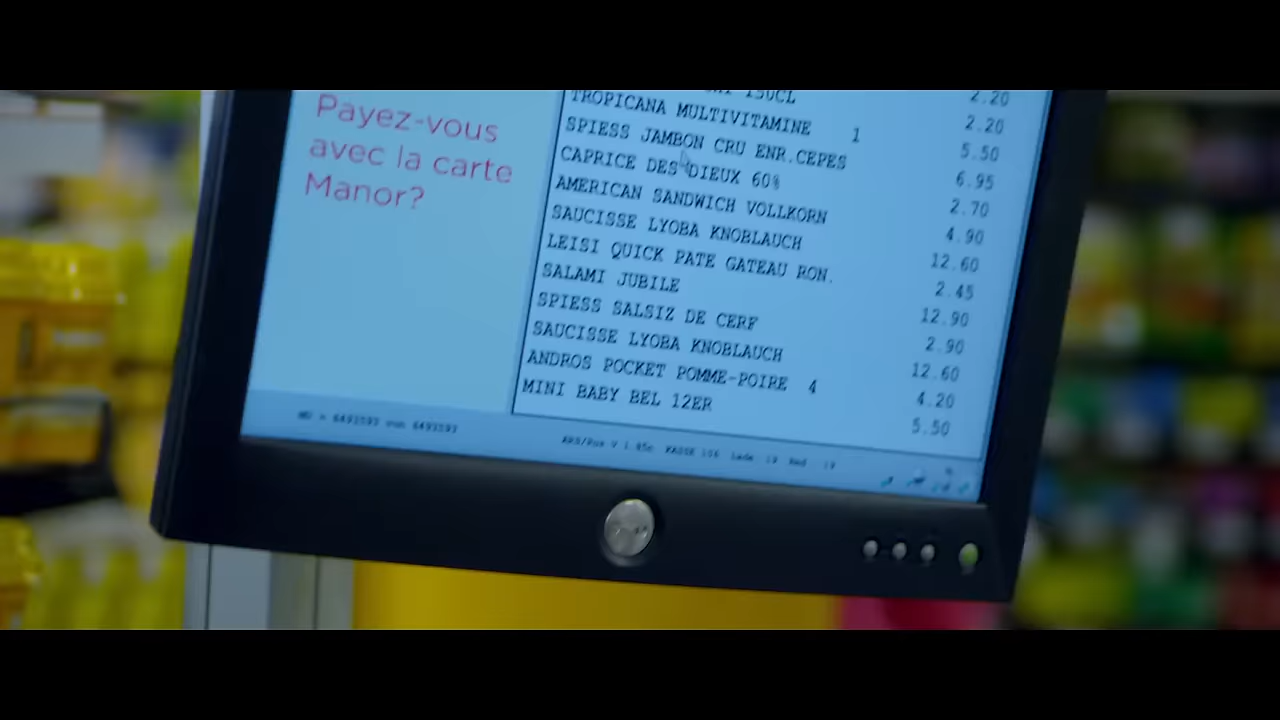 Payez-vous
avec la carte
Manor?
2.20
150CL 2.20
TROPICANA MULTIVITAMINE 1 5.50
SPIESS JAMBON CRU ENR.CEPES 6.95
CAPRICE DES DIEUX 60% 2.70
AMERICAN SANDWICH VOLLKORN 4.90
SAUCISSE LYOBA KNOBLAUCH 12.60
LEISI QUICK PATE GATEAU RON. 2.45
SALAMI JUBILE 12.90
SPIESS SALSIZ DE CERF 2.90
SAUCISSE LYOBA KNOBLAUCH 12.60
ANDROS POCKET POMME-POIRE 4 4.20
MINI BABY BEL 12ER 5.50